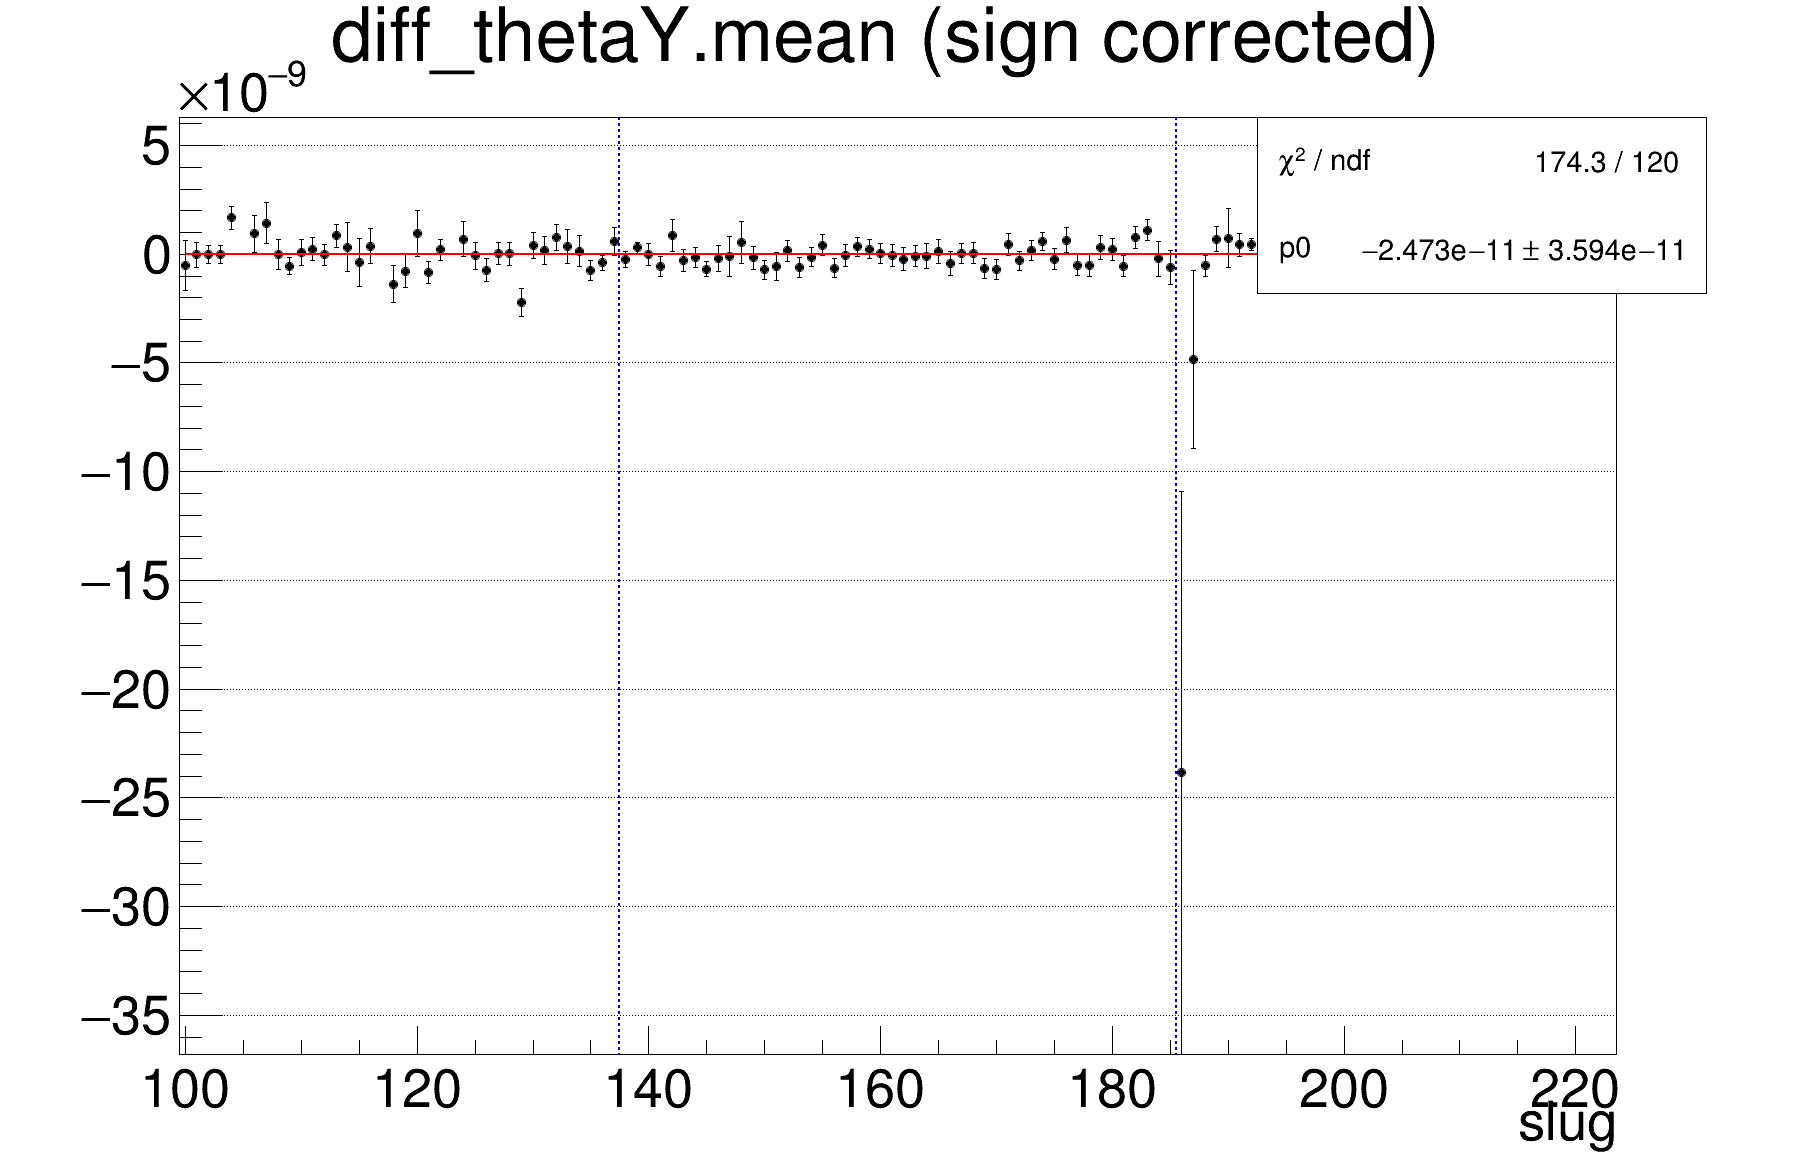 diff_thetaY.mean (sign corrected)
×10⁻⁹
χ² / ndf 174.3 / 120
p0 −2.473e−11 ± 3.594e−11
5
0
−5
−10
−15
−20
−25
−30
−35
100 120 140 160 180 200 220
slug